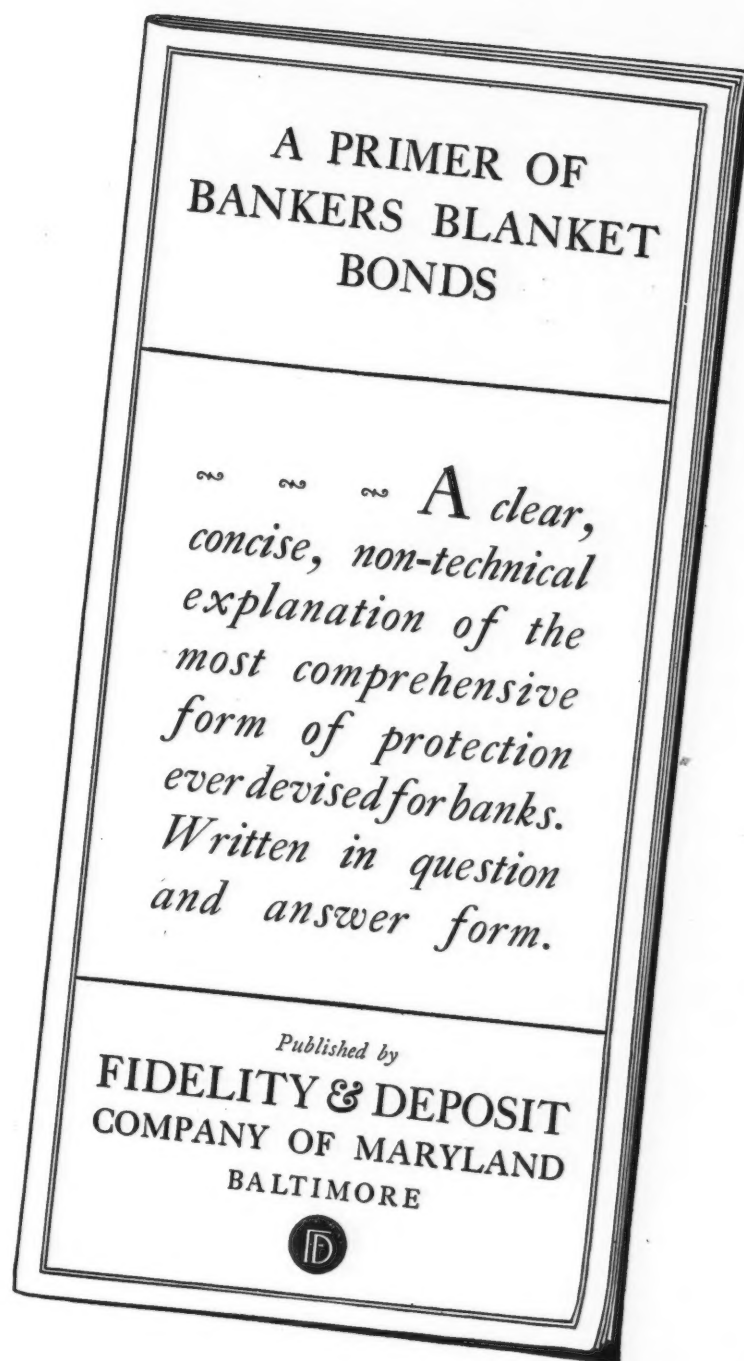 A PRIMER OF
BANKERS BLANKET
BONDS
A clear,
concise, non-technical
explanation of the
most comprehensive
form of protection
ever devised for banks.
Written in question
and answer form.
Published by
FIDELITY & DEPOSIT
COMPANY OF MARYLAND
BALTIMORE
FD